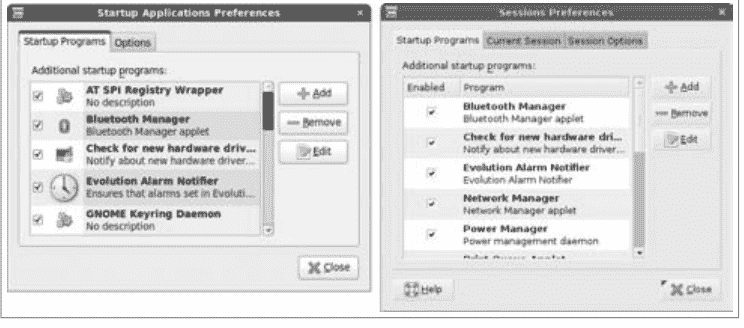 Startup Applications Preferences
Startup Programs
Options
Additional startup programs:
AT SPI Registry Wrapper
No description
Bluetooth Manager
Bluetooth Manager applet
Check for new hardware driv...
Notify about new hardware driver...
Evolution Alarm Notifier
Ensures that alarms set in Evoluti...
GNOME Keyring Daemon
No description
Add
Remove
Edit
Close
Sessions Preferences
Startup Programs
Current Session
Session Options
Additional startup programs:
Enabled
Program
Bluetooth Manager
Bluetooth Manager applet
Check for new hardware dri...
Notify about new hardware driver...
Evolution Alarm Notifier
Evolution Alarm Notifier
Network Manager
Network Manager applet
Power Manager
Power management daemon
Print Queue Applet
Add
Remove
Edit
Help
Close